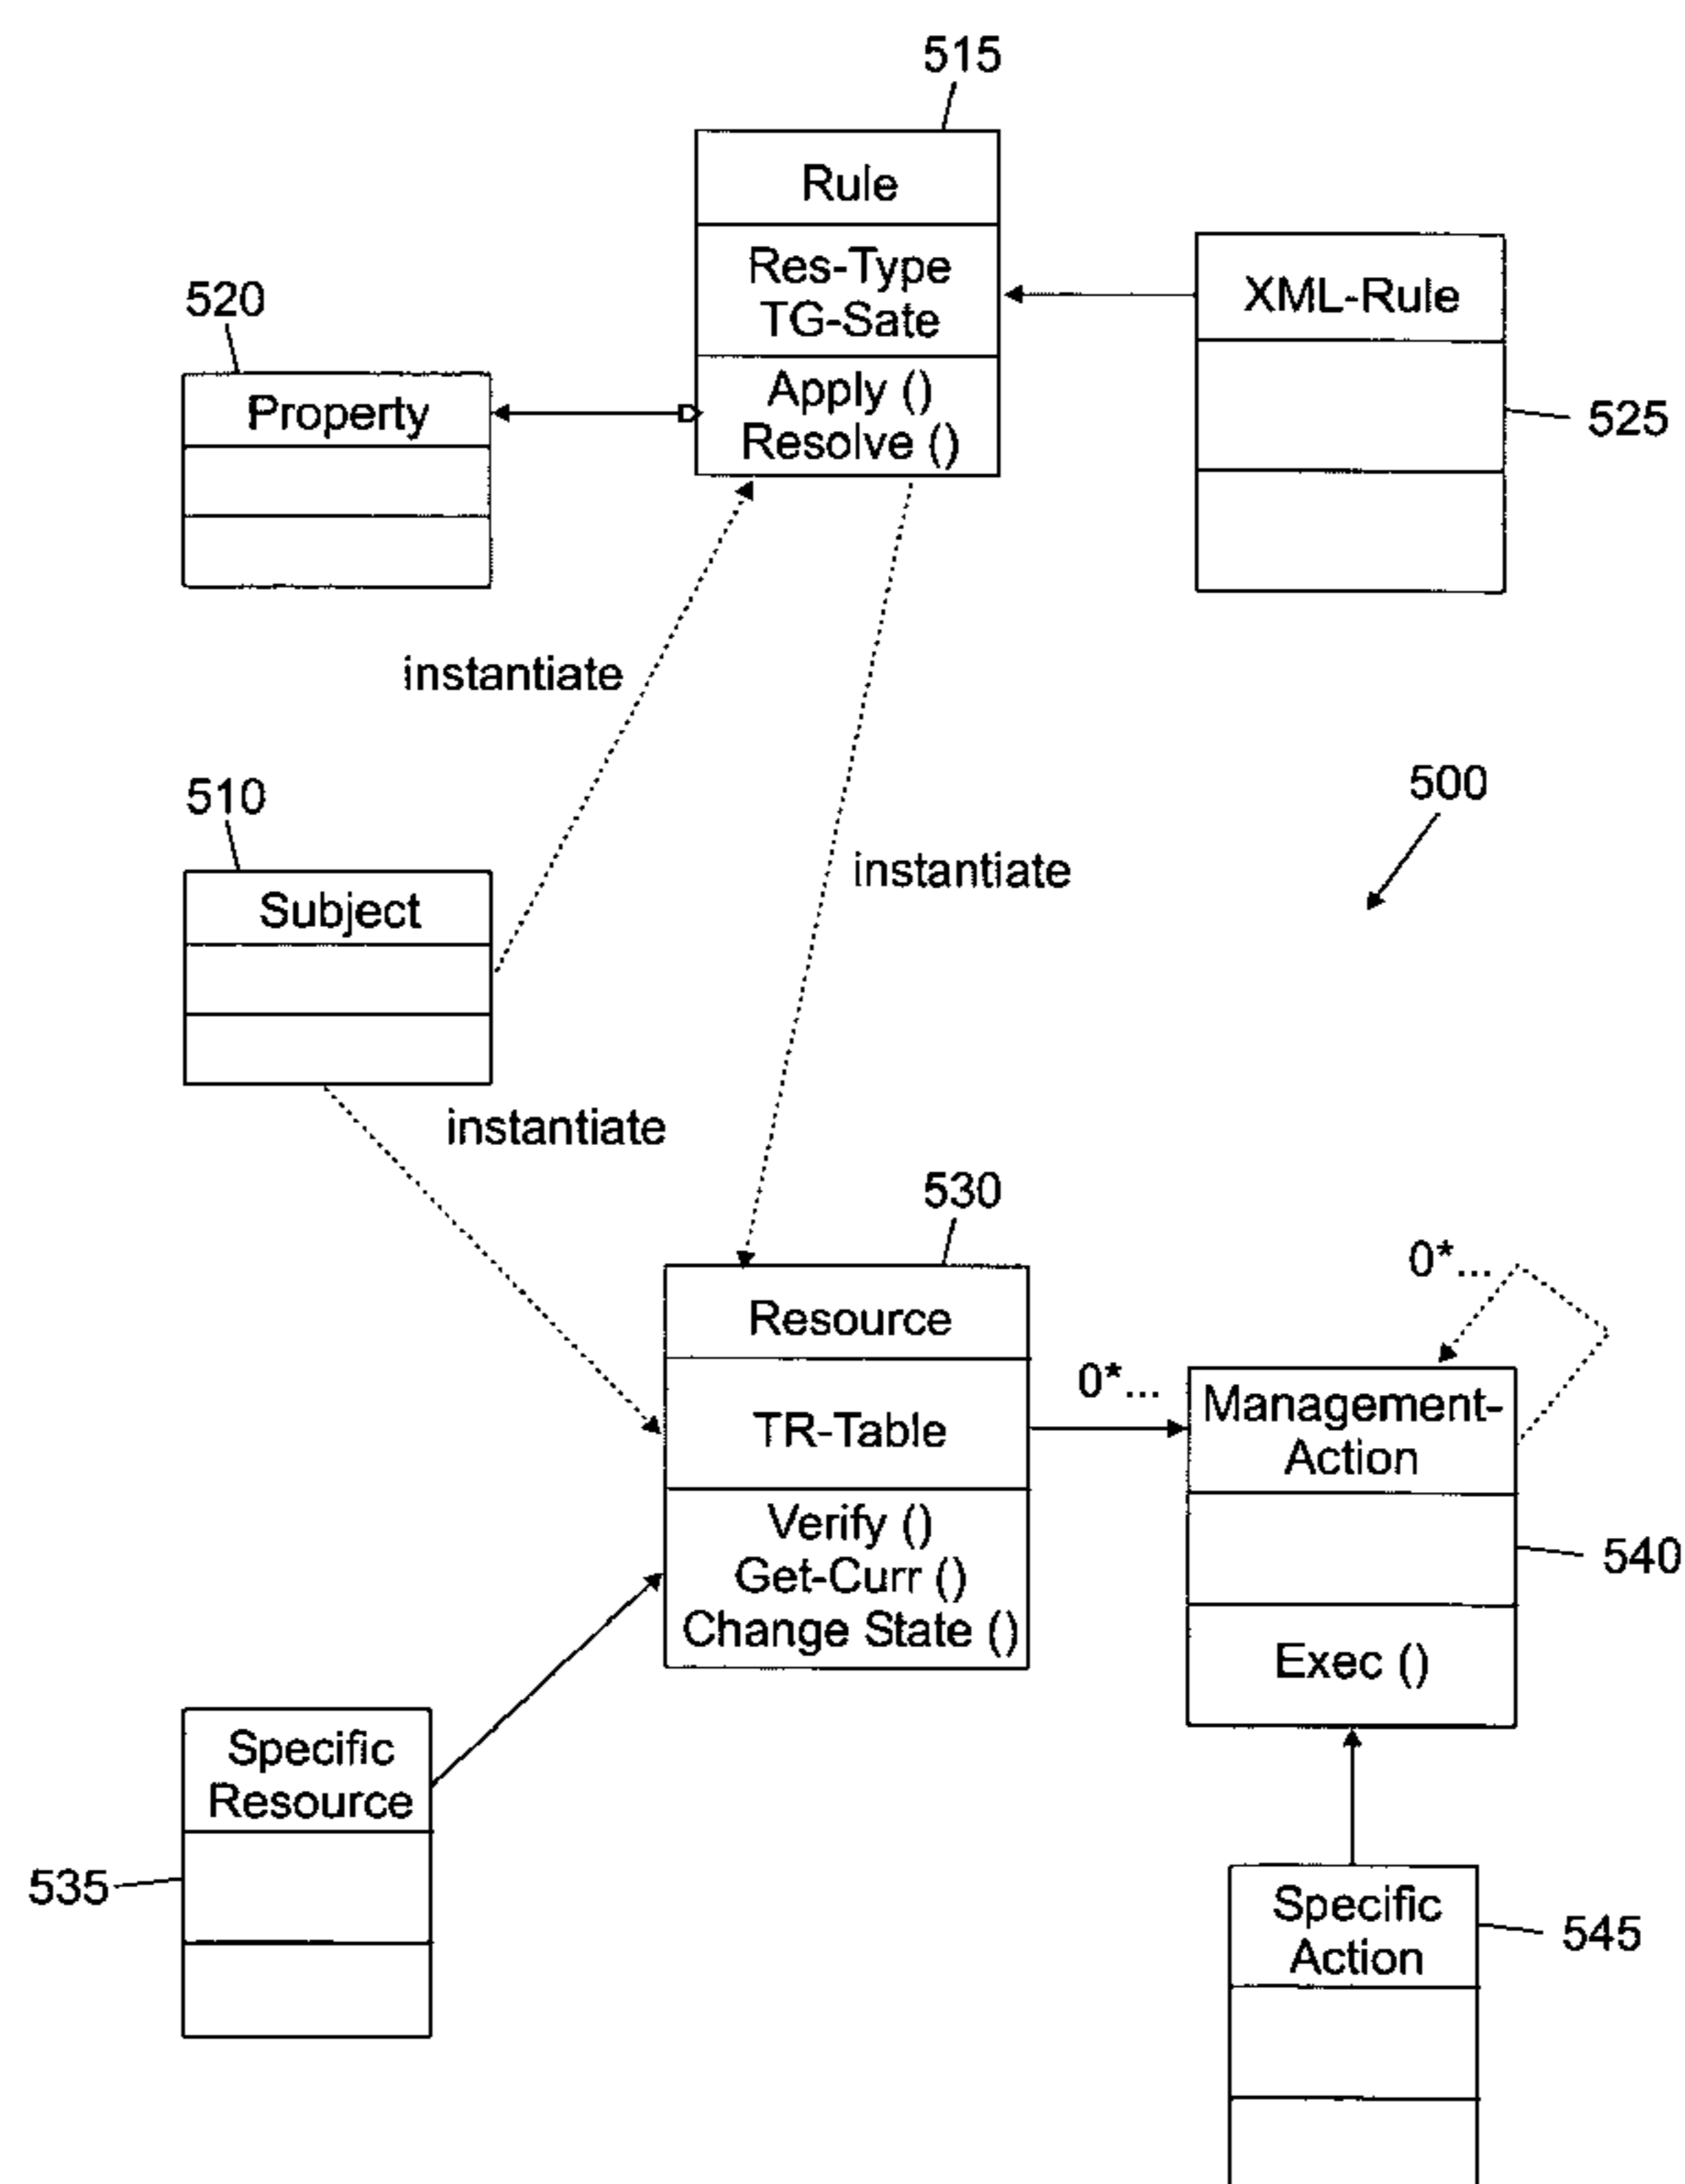 515
Rule
Res-Type
TG-Sate
Apply ()
Resolve ()
XML-Rule
525
520
Property
instantiate
510
Subject
instantiate
500
instantiate
530
Resource
TR-Table
Verify ()
Get-Curr ()
Change State ()
0*...
0*...
Management-
Action
Exec ()
540
Specific
Resource
535
Specific
Action
545